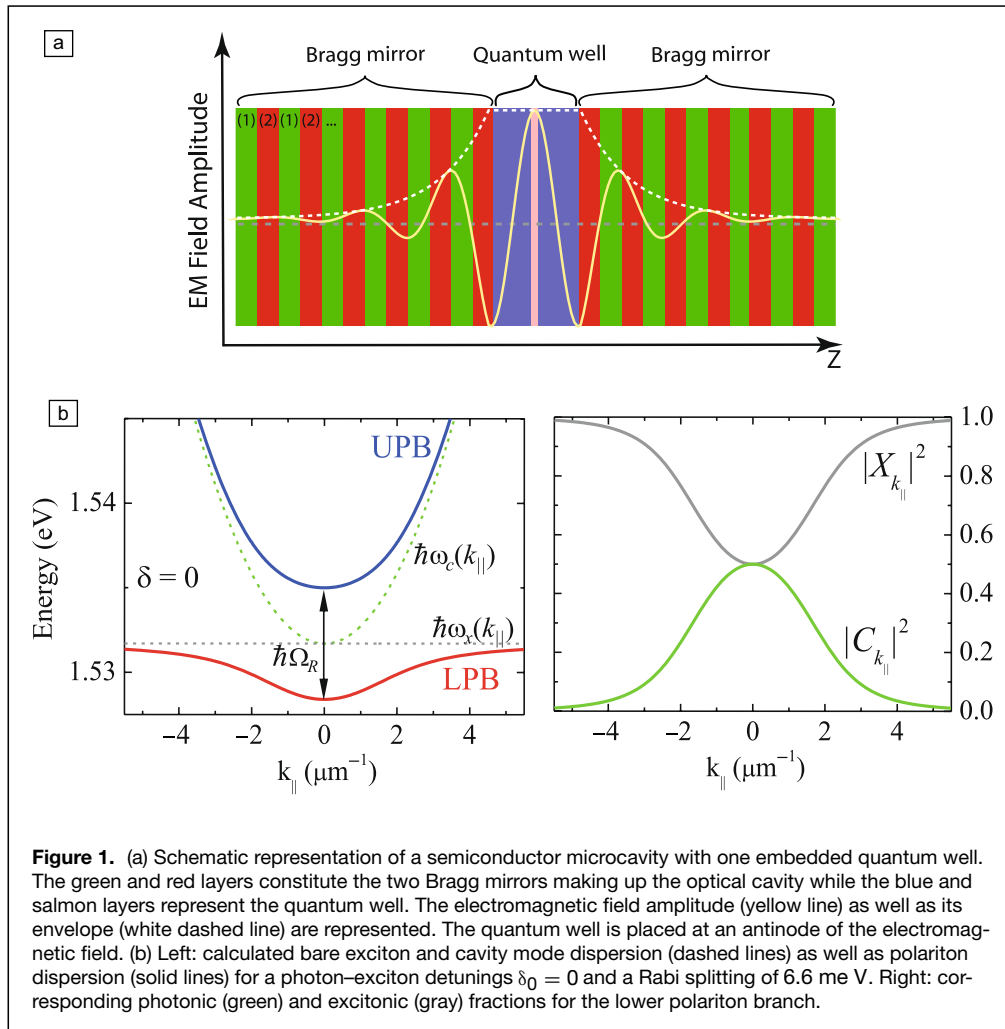 a
Bragg mirror Quantum well Bragg mirror
(1) (2) (1) (2) ...
EM Field Amplitude
Z
b
UPB
1.54
ħω_c(k_||)
δ = 0
ħω_x(k_||)
ħΩ_R
1.53
LPB
Energy (eV)
−4 −2 0 2 4
k_|| (μm⁻¹)
1.0
|X_{k_||}|²
0.8
0.6
0.4
|C_{k_||}|²
0.2
0.0
−4 −2 0 2 4
k_|| (μm⁻¹)
Figure 1. (a) Schematic representation of a semiconductor microcavity with one embedded quantum well.
The green and red layers constitute the two Bragg mirrors making up the optical cavity while the blue and
salmon layers represent the quantum well. The electromagnetic field amplitude (yellow line) as well as its
envelope (white dashed line) are represented. The quantum well is placed at an antinode of the electromag-
netic field. (b) Left: calculated bare exciton and cavity mode dispersion (dashed lines) as well as polariton
dispersion (solid lines) for a photon–exciton detunings δ₀ = 0 and a Rabi splitting of 6.6 me V. Right: cor-
responding photonic (green) and excitonic (gray) fractions for the lower polariton branch.